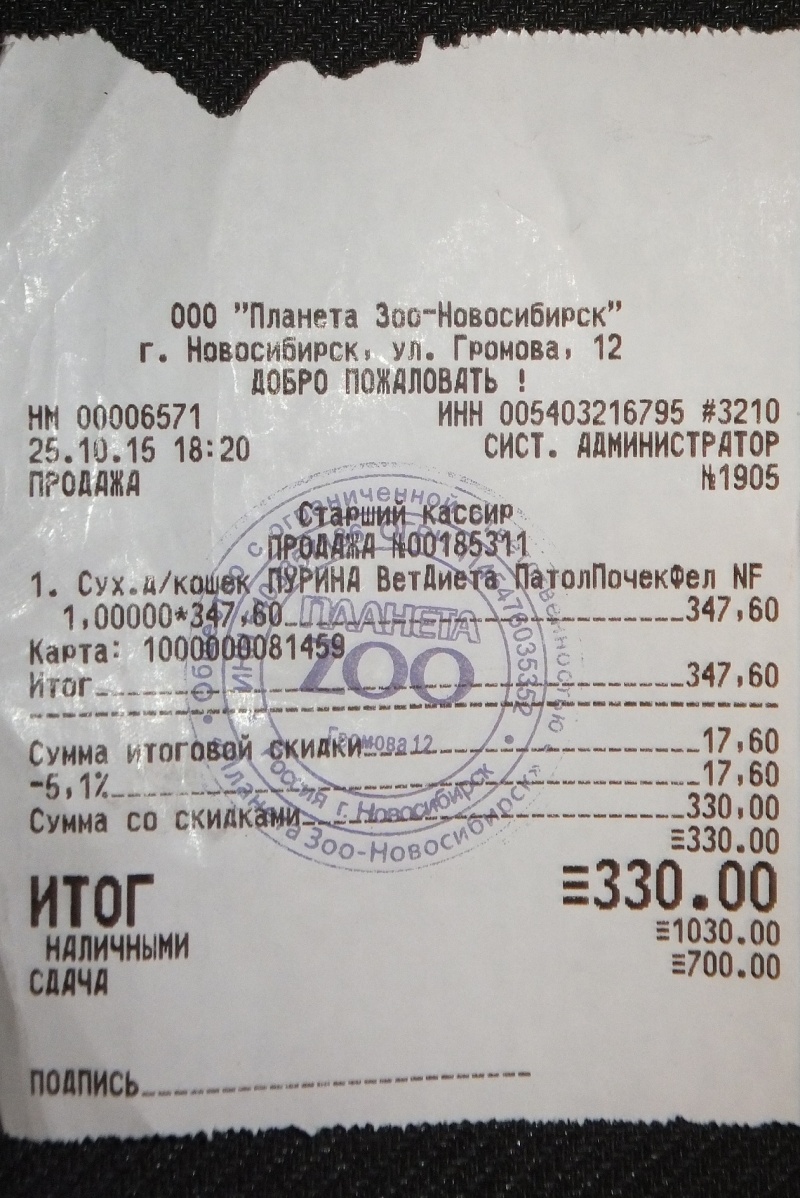 ООО "Планета Зоо-Новосибирск"
г. Новосибирск, ул. Громова, 12
ДОБРО ПОЖАЛОВАТЬ !
НМ 00006571 ИНН 005403216795 #3210
25.10.15 18:20 СИСТ. АДМИНИСТРАТОР
ПРОДАЖА №1905
Старший кассир
ПРОДАЖА №00185311
1. Сух.д/кошек ПУРИНА ВетДиета ПатолПочекФел NF
1,00000*347,60 347,60
Карта: 1000000081459
Итог 347,60
Сумма итоговой скидки 17,60
-5,1% 17,60
Сумма со скидками 330,00
≡330.00
ИТОГ ≡330.00
НАЛИЧНЫМИ ≡1030.00
СДАЧА ≡700.00
ПОДПИСЬ
ПЛАНЕТА
ZOO
Громова 12
Россия г. Новосибирск
"Планета Зоо-Новосибирск"